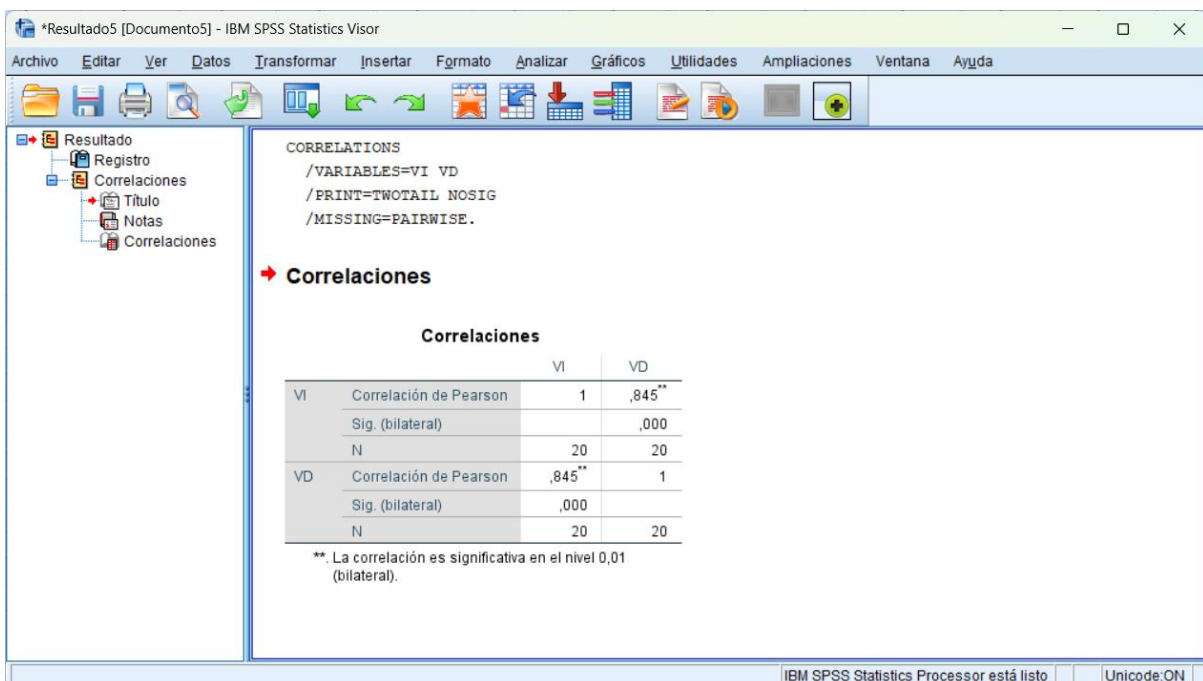 *Resultado5 [Documento5] - IBM SPSS Statistics Visor
Archivo Editar Ver Datos Transformar Insertar Formato Analizar Gráficos Utilidades Ampliaciones Ventana Ayuda
Resultado
Registro
Correlaciones
Título
Notas
Correlaciones
CORRELATIONS
/VARIABLES=VI VD
/PRINT=TWOTAIL NOSIG
/MISSING=PAIRWISE.
Correlaciones
Correlaciones
VI VD
VI Correlación de Pearson 1 ,845**
Sig. (bilateral) ,000
N 20 20
VD Correlación de Pearson ,845** 1
Sig. (bilateral) ,000
N 20 20
**. La correlación es significativa en el nivel 0,01
(bilateral).
IBM SPSS Statistics Processor está listo Unicode:ON